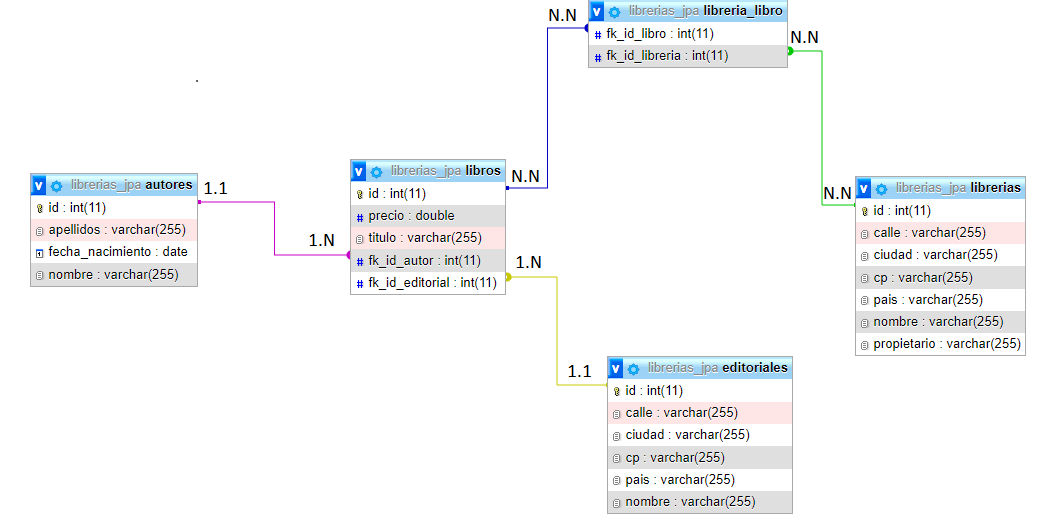 N.N
v librerias_jpa libreria_libro
# fk_id_libro : int(11)
# fk_id_libreria : int(11)
N.N
v librerias_jpa autores
id : int(11)
apellidos : varchar(255)
fecha_nacimiento : date
nombre : varchar(255)
1.1
1.N
v librerias_jpa libros
id : int(11)
# precio : double
titulo : varchar(255)
# fk_id_autor : int(11)
# fk_id_editorial : int(11)
N.N
1.N
1.1
N.N
v librerias_jpa librerias
id : int(11)
calle : varchar(255)
ciudad : varchar(255)
cp : varchar(255)
pais : varchar(255)
nombre : varchar(255)
propietario : varchar(255)
v librerias_jpa editoriales
id : int(11)
calle : varchar(255)
ciudad : varchar(255)
cp : varchar(255)
pais : varchar(255)
nombre : varchar(255)